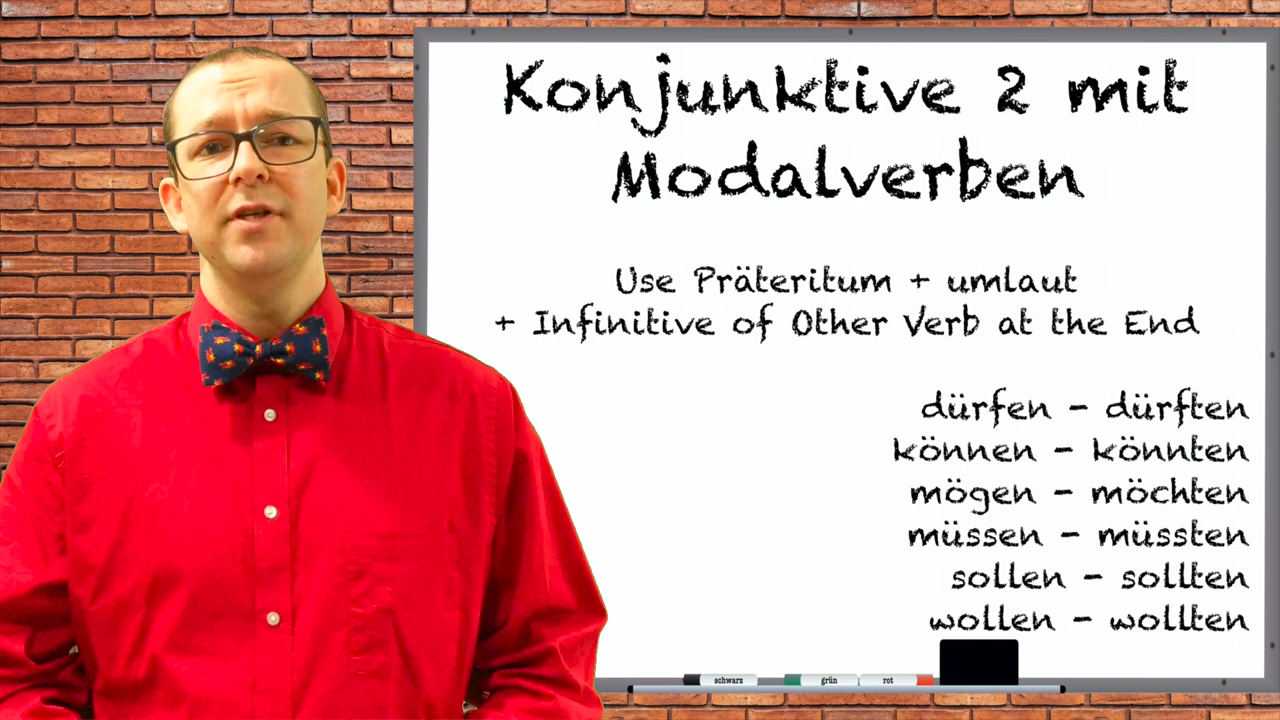 Konjunktive 2 mit
Modalverben
Use Präteritum + umlaut
+ Infinitive of Other Verb at the End
dürfen - dürften
können - könnten
mögen - möchten
müssen - müssten
sollen - sollten
wollen - wollten
schwarz grün rot